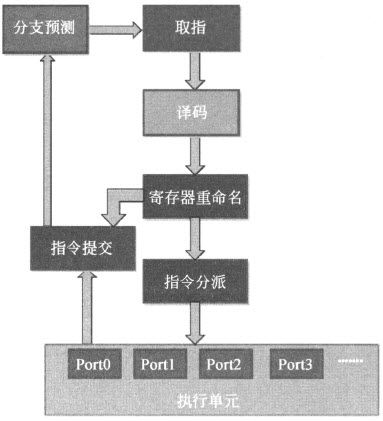 分支预测
取指
译码
寄存器重命名
指令提交
指令分派
Port0
Port1
Port2
Port3
.......
执行单元